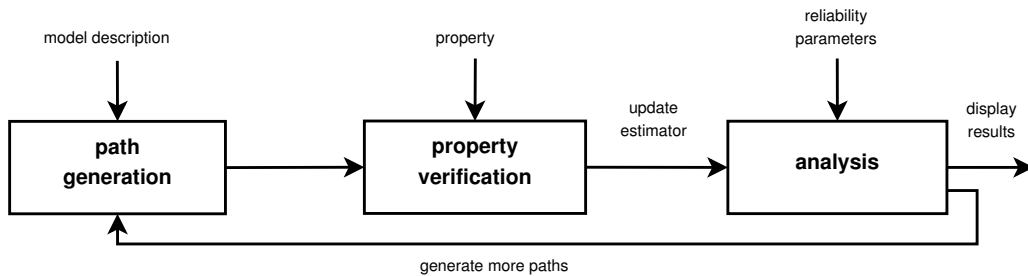 model description
property
reliability
parameters
path
generation
property
verification
update
estimator
analysis
display
results
generate more paths